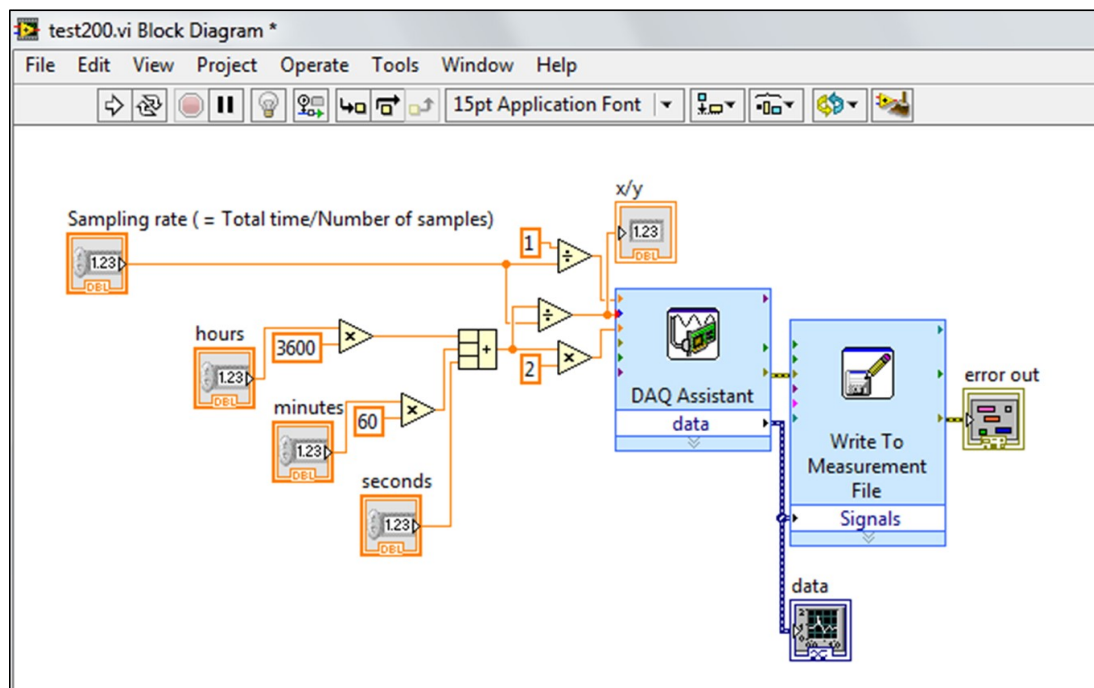 test200.vi Block Diagram *
File Edit View Project Operate Tools Window Help
15pt Application Font
x/y
1.23
DBL
Sampling rate ( = Total time/Number of samples)
1.23
DBL
1
÷
÷
hours
1.23
DBL
3600
×
+
2
×
minutes
1.23
DBL
60
×
seconds
1.23
DBL
DAQ Assistant
data
Write To
Measurement
File
Signals
error out
data